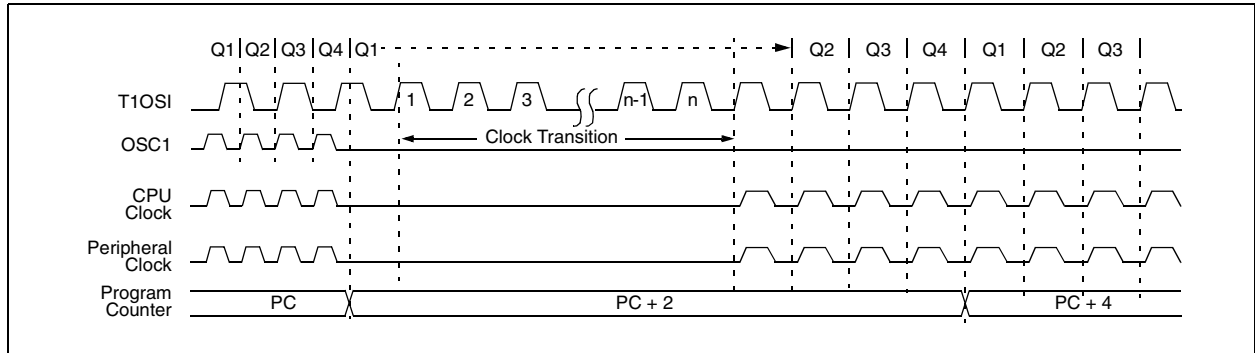 Q1 Q2 Q3 Q4 Q1 Q2 Q3 Q4 Q1 Q2 Q3
T1OSI 1 2 3 n-1 n
Clock Transition
OSC1
CPU
Clock
Peripheral
Clock
Program
Counter
PC PC + 2 PC + 4